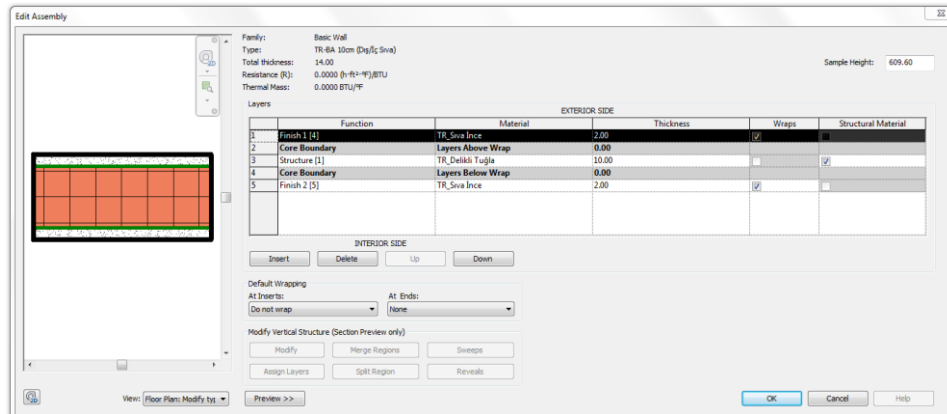 Edit Assembly
Family: Basic Wall
Type: TR-BA 10cm (Dış/İç Sıva)
Total thickness: 14.00
Resistance (R): 0.0000 (h·ft²·°F)/BTU
Thermal Mass: 0.0000 BTU/°F
Sample Height: 609.60
Layers
EXTERIOR SIDE
Function Material Thickness Wraps Structural Material
1 Finish 1 [4] TR_Sıva İnce 2.00
2 Core Boundary Layers Above Wrap 0.00
3 Structure [1] TR_Delikli Tuğla 10.00
4 Core Boundary Layers Below Wrap 0.00
5 Finish 2 [5] TR_Sıva İnce 2.00
INTERIOR SIDE
Insert Delete Up Down
Default Wrapping
At Inserts: At Ends:
Do not wrap None
Modify Vertical Structure (Section Preview only)
Modify Merge Regions Sweeps
Assign Layers Split Region Reveals
View: Floor Plan: Modify typ Preview >> OK Cancel Help
2D
2D